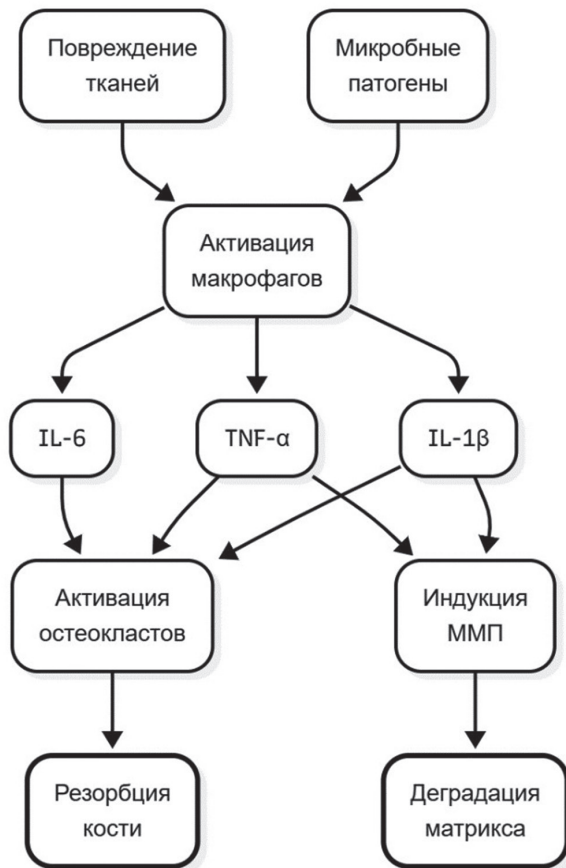 Повреждение
тканей
Микробные
патогены
Активация
макрофагов
IL-6
TNF-α
IL-1β
Активация
остеокластов
Индукция
ММП
Резорбция
кости
Деградация
матрикса